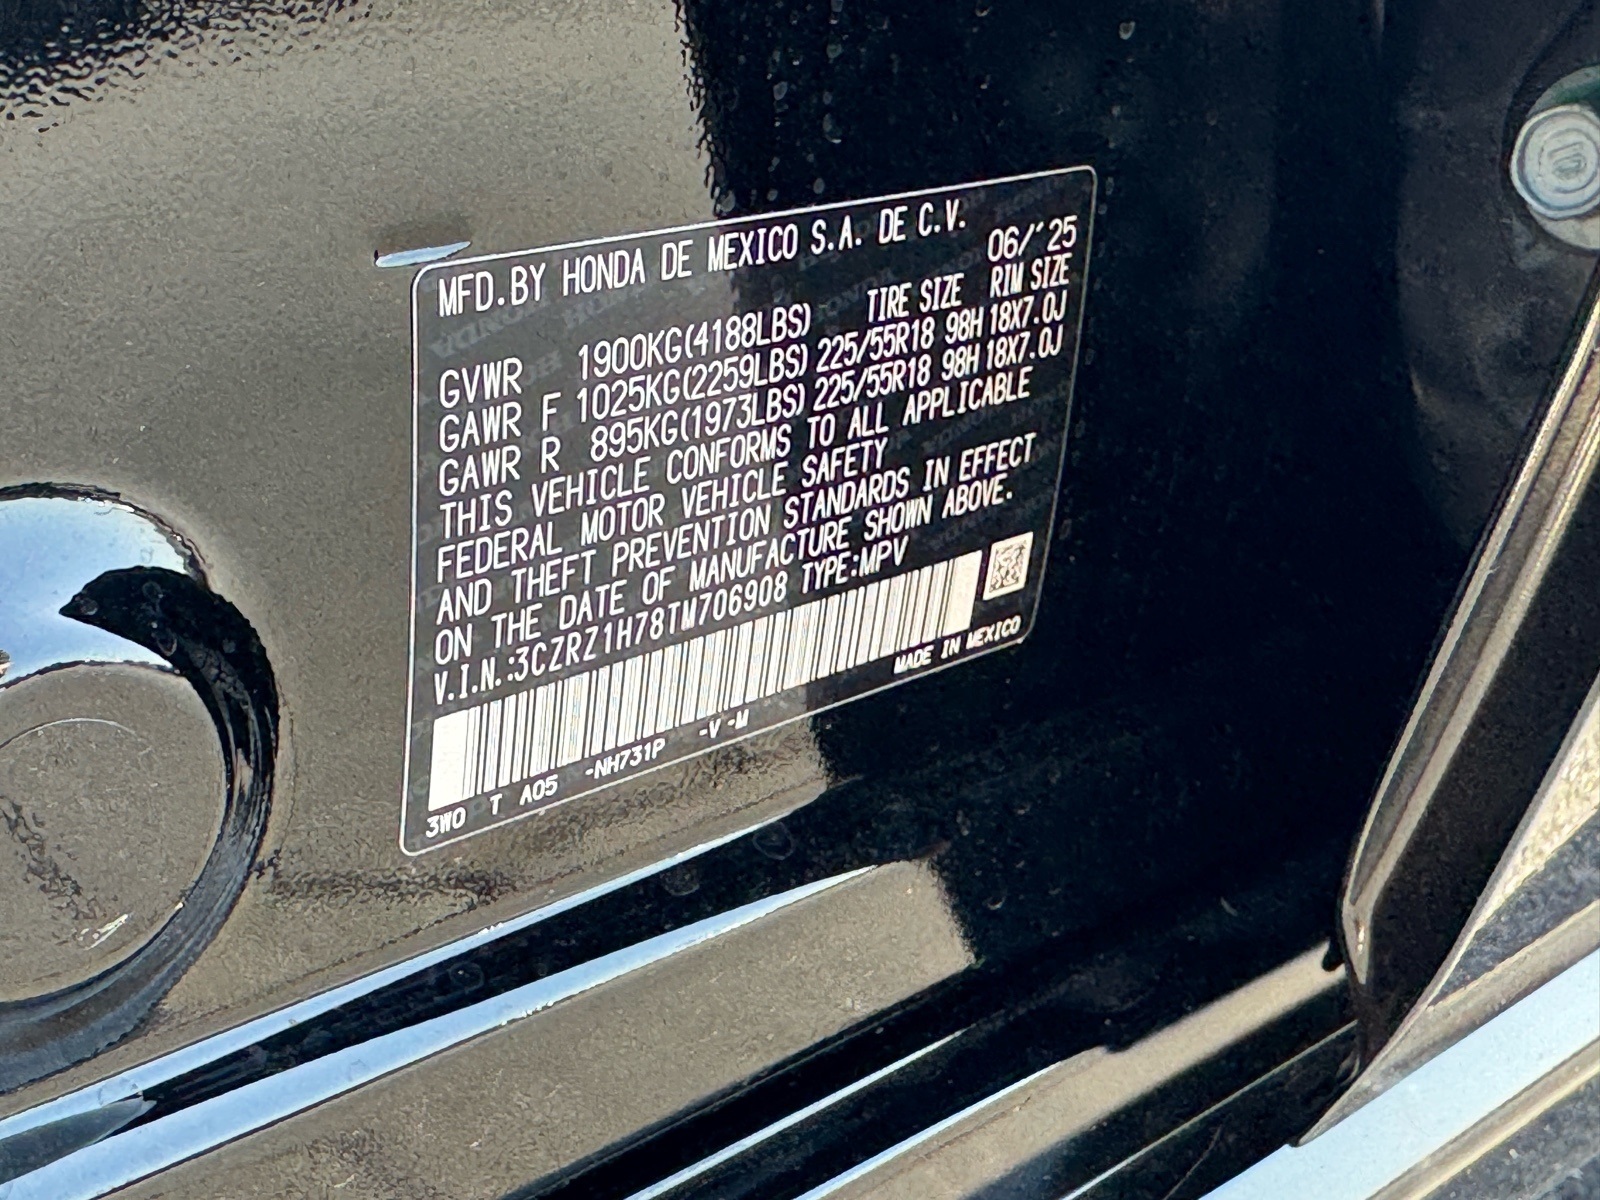 MFD.BY HONDA DE MEXICO S.A. DE C.V.
06/'25
TIRE SIZE RIM SIZE
GVWR 1900KG(4188LBS)
GAWR F 1025KG(2259LBS) 225/55R18 98H 18X7.0J
GAWR R 895KG(1973LBS) 225/55R18 98H 18X7.0J
THIS VEHICLE CONFORMS TO ALL APPLICABLE
FEDERAL MOTOR VEHICLE SAFETY
AND THEFT PREVENTION STANDARDS IN EFFECT
ON THE DATE OF MANUFACTURE SHOWN ABOVE.
V.I.N.:3CZRZ1H78TM706908 TYPE:MPV
MADE IN MEXICO
3W0 T A05 -NH731P -V -M